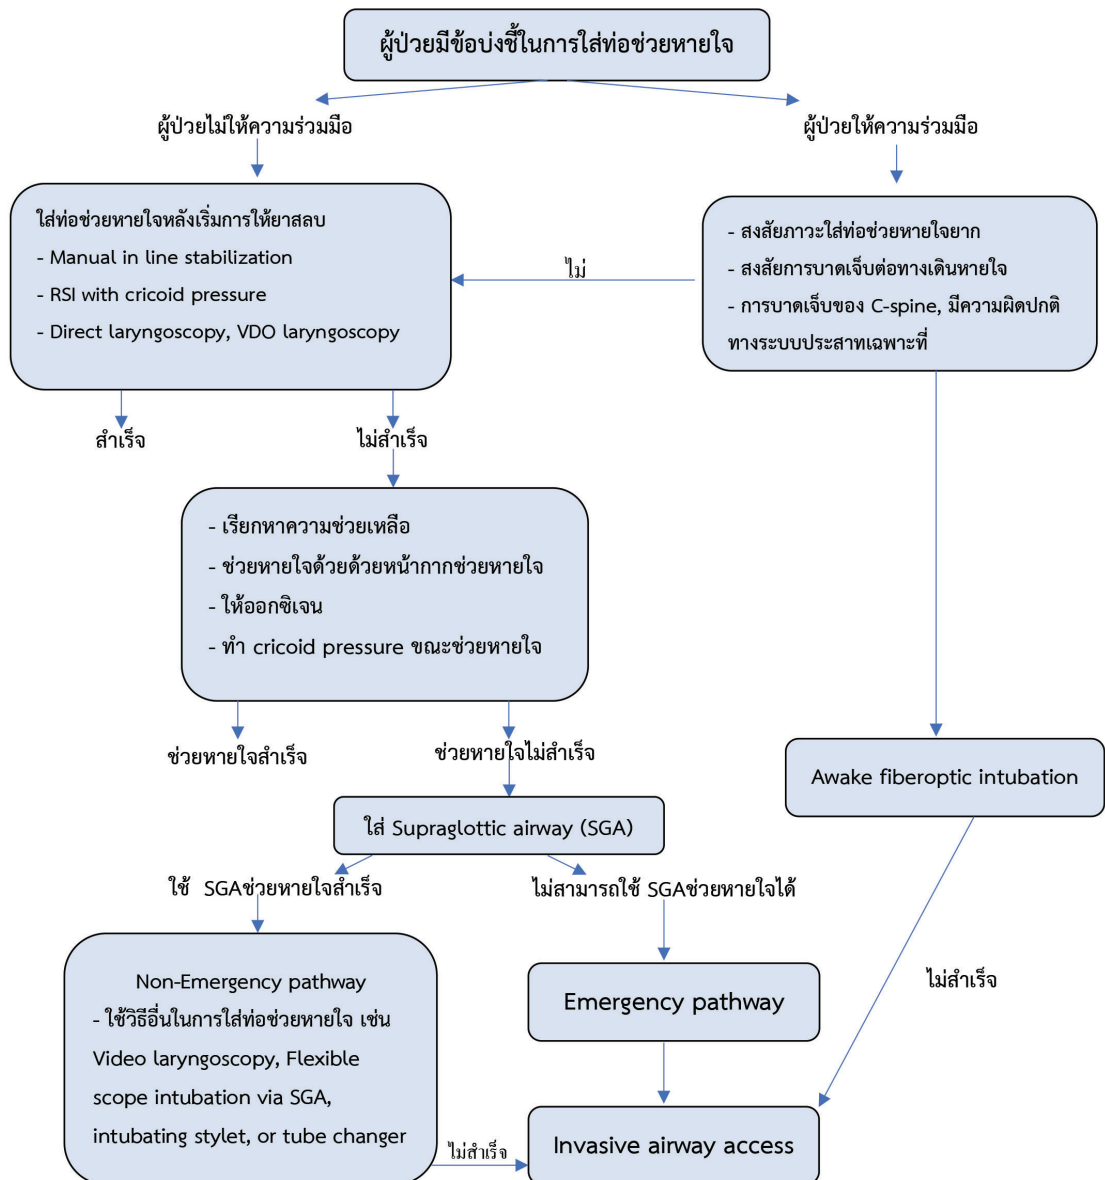 ผู้ป่วยมีข้อบ่งชี้ในการใส่ท่อช่วยหายใจ
ผู้ป่วยไม่ให้ความร่วมมือ
ผู้ป่วยให้ความร่วมมือ
ใส่ท่อช่วยหายใจหลังเริ่มการให้ยาสลบ
- Manual in line stabilization
- RSI with cricoid pressure
- Direct laryngoscopy, VDO laryngoscopy
ไม่
- สงสัยภาวะใส่ท่อช่วยหายใจยาก
- สงสัยการบาดเจ็บต่อทางเดินหายใจ
- การบาดเจ็บของ C-spine, มีความผิดปกติ
ทางระบบประสาทเฉพาะที่
สำเร็จ
ไม่สำเร็จ
- เรียกหาความช่วยเหลือ
- ช่วยหายใจด้วยด้วยหน้ากากช่วยหายใจ
- ให้ออกซิเจน
- ทำ cricoid pressure ขณะช่วยหายใจ
ช่วยหายใจสำเร็จ
ช่วยหายใจไม่สำเร็จ
Awake fiberoptic intubation
ใส่ Supraglottic airway (SGA)
ใช้ SGAช่วยหายใจสำเร็จ
ไม่สามารถใช้ SGAช่วยหายใจได้
Non-Emergency pathway
- ใช้วิธีอื่นในการใส่ท่อช่วยหายใจ เช่น
Video laryngoscopy, Flexible
scope intubation via SGA,
intubating stylet, or tube changer
Emergency pathway
ไม่สำเร็จ
ไม่สำเร็จ
Invasive airway access